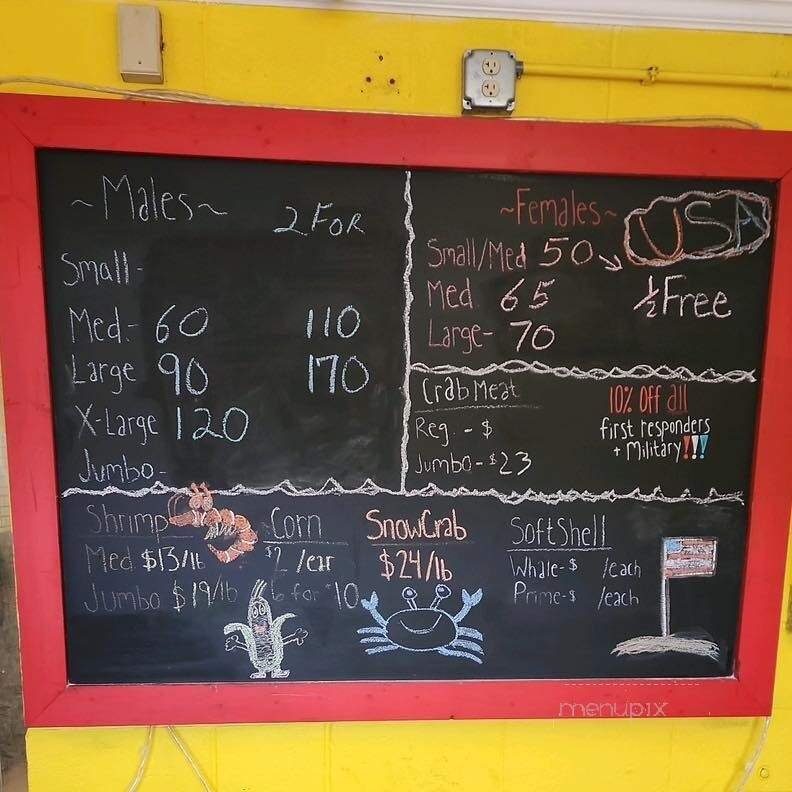 ~Males~ 2 FOR
Small-
Med.- 60 110
Large 90 170
X-Large 120
Jumbo-
~Females~ USA
Small/Med 50
Med. 65 ½ Free
Large- 70
Crab Meat
Reg. - $
Jumbo - $23
10% Off all
first responders
+ Military!!!
Shrimp
Med $13/lb
Jumbo $19/lb
Corn
$2 /ear
6 for $10
SnowCrab
$24/lb
SoftShell
Whale-$ /each
Prime-$ /each
menupix